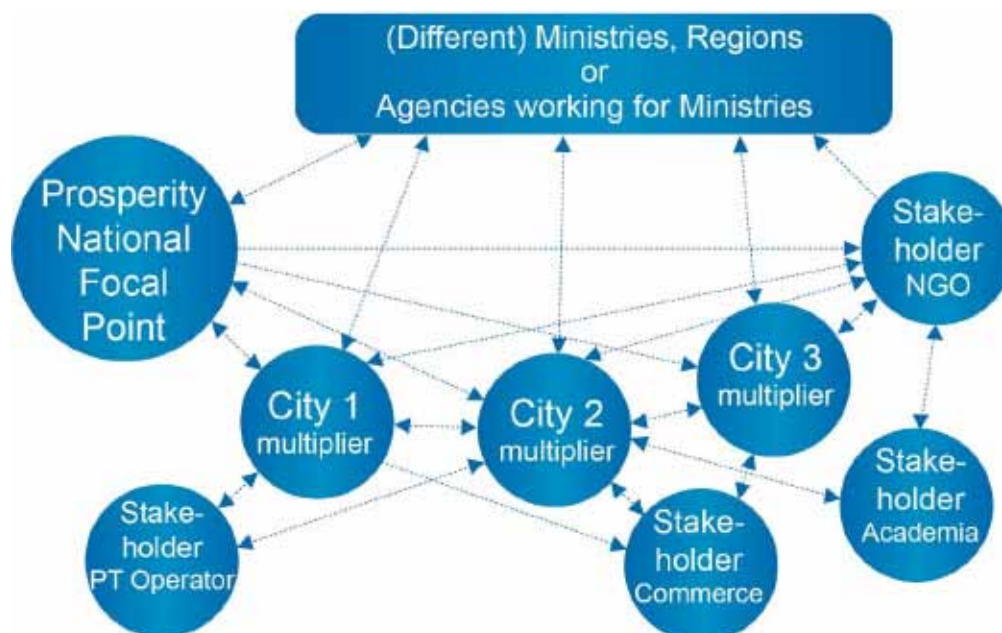 (Different) Ministries, Regions
or
Agencies working for Ministries
Prosperity
National
Focal
Point
Stake-
holder
NGO
City 3
multiplier
City 1
multiplier
City 2
multiplier
Stake-
holder
Academia
Stake-
holder
PT Operator
Stake-
holder
Commerce